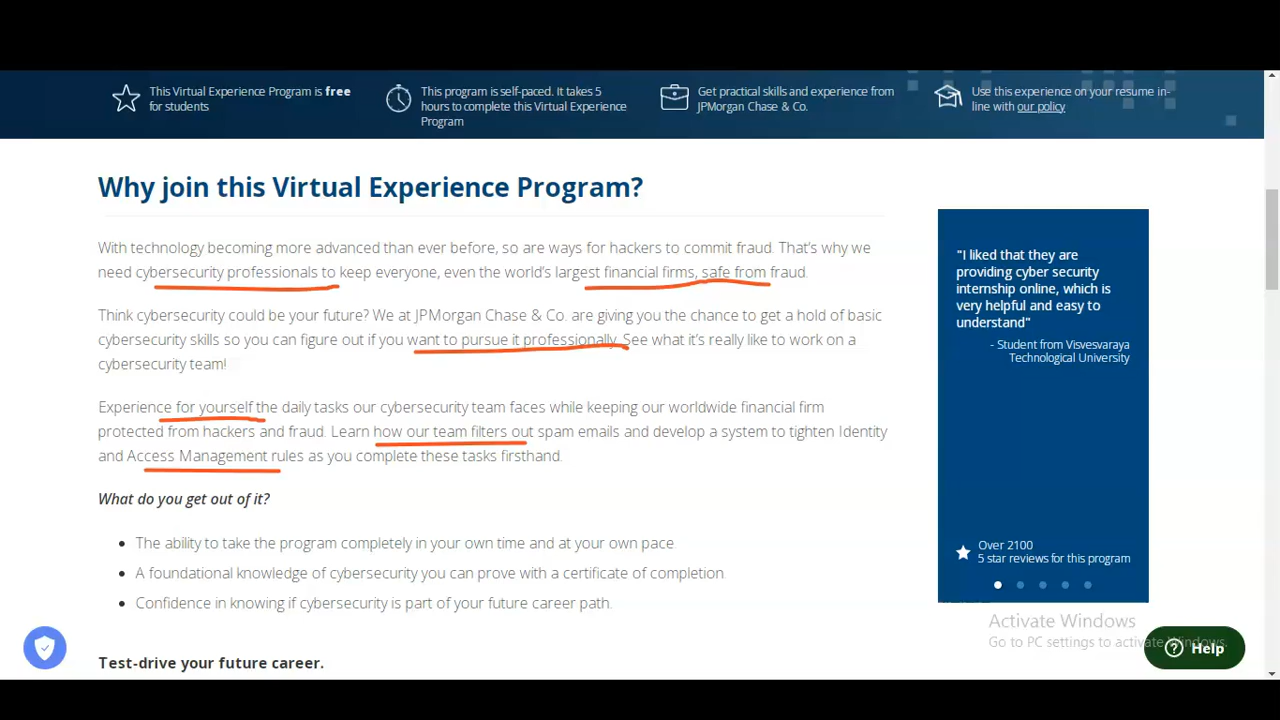 This Virtual Experience Program is free
for students
This program is self-paced. It takes 5
hours to complete this Virtual Experience
Program
Get practical skills and experience from
JPMorgan Chase & Co.
Use this experience on your resume in-
line with our policy
Why join this Virtual Experience Program?
With technology becoming more advanced than ever before, so are ways for hackers to commit fraud. That's why we
need cybersecurity professionals to keep everyone, even the world's largest financial firms, safe from fraud.
Think cybersecurity could be your future? We at JPMorgan Chase & Co. are giving you the chance to get a hold of basic
cybersecurity skills so you can figure out if you want to pursue it professionally. See what it's really like to work on a
cybersecurity team!
Experience for yourself the daily tasks our cybersecurity team faces while keeping our worldwide financial firm
protected from hackers and fraud. Learn how our team filters out spam emails and develop a system to tighten Identity
and Access Management rules as you complete these tasks firsthand.
What do you get out of it?
The ability to take the program completely in your own time and at your own pace.
A foundational knowledge of cybersecurity you can prove with a certificate of completion.
Confidence in knowing if cybersecurity is part of your future career path.
Test-drive your future career.
"I liked that they are
providing cyber security
internship online, which is
very helpful and easy to
understand"
- Student from Visvesvaraya
Technological University
Over 2100
5 star reviews for this program
Activate Windows
Go to PC settings to activate Windows.
Help